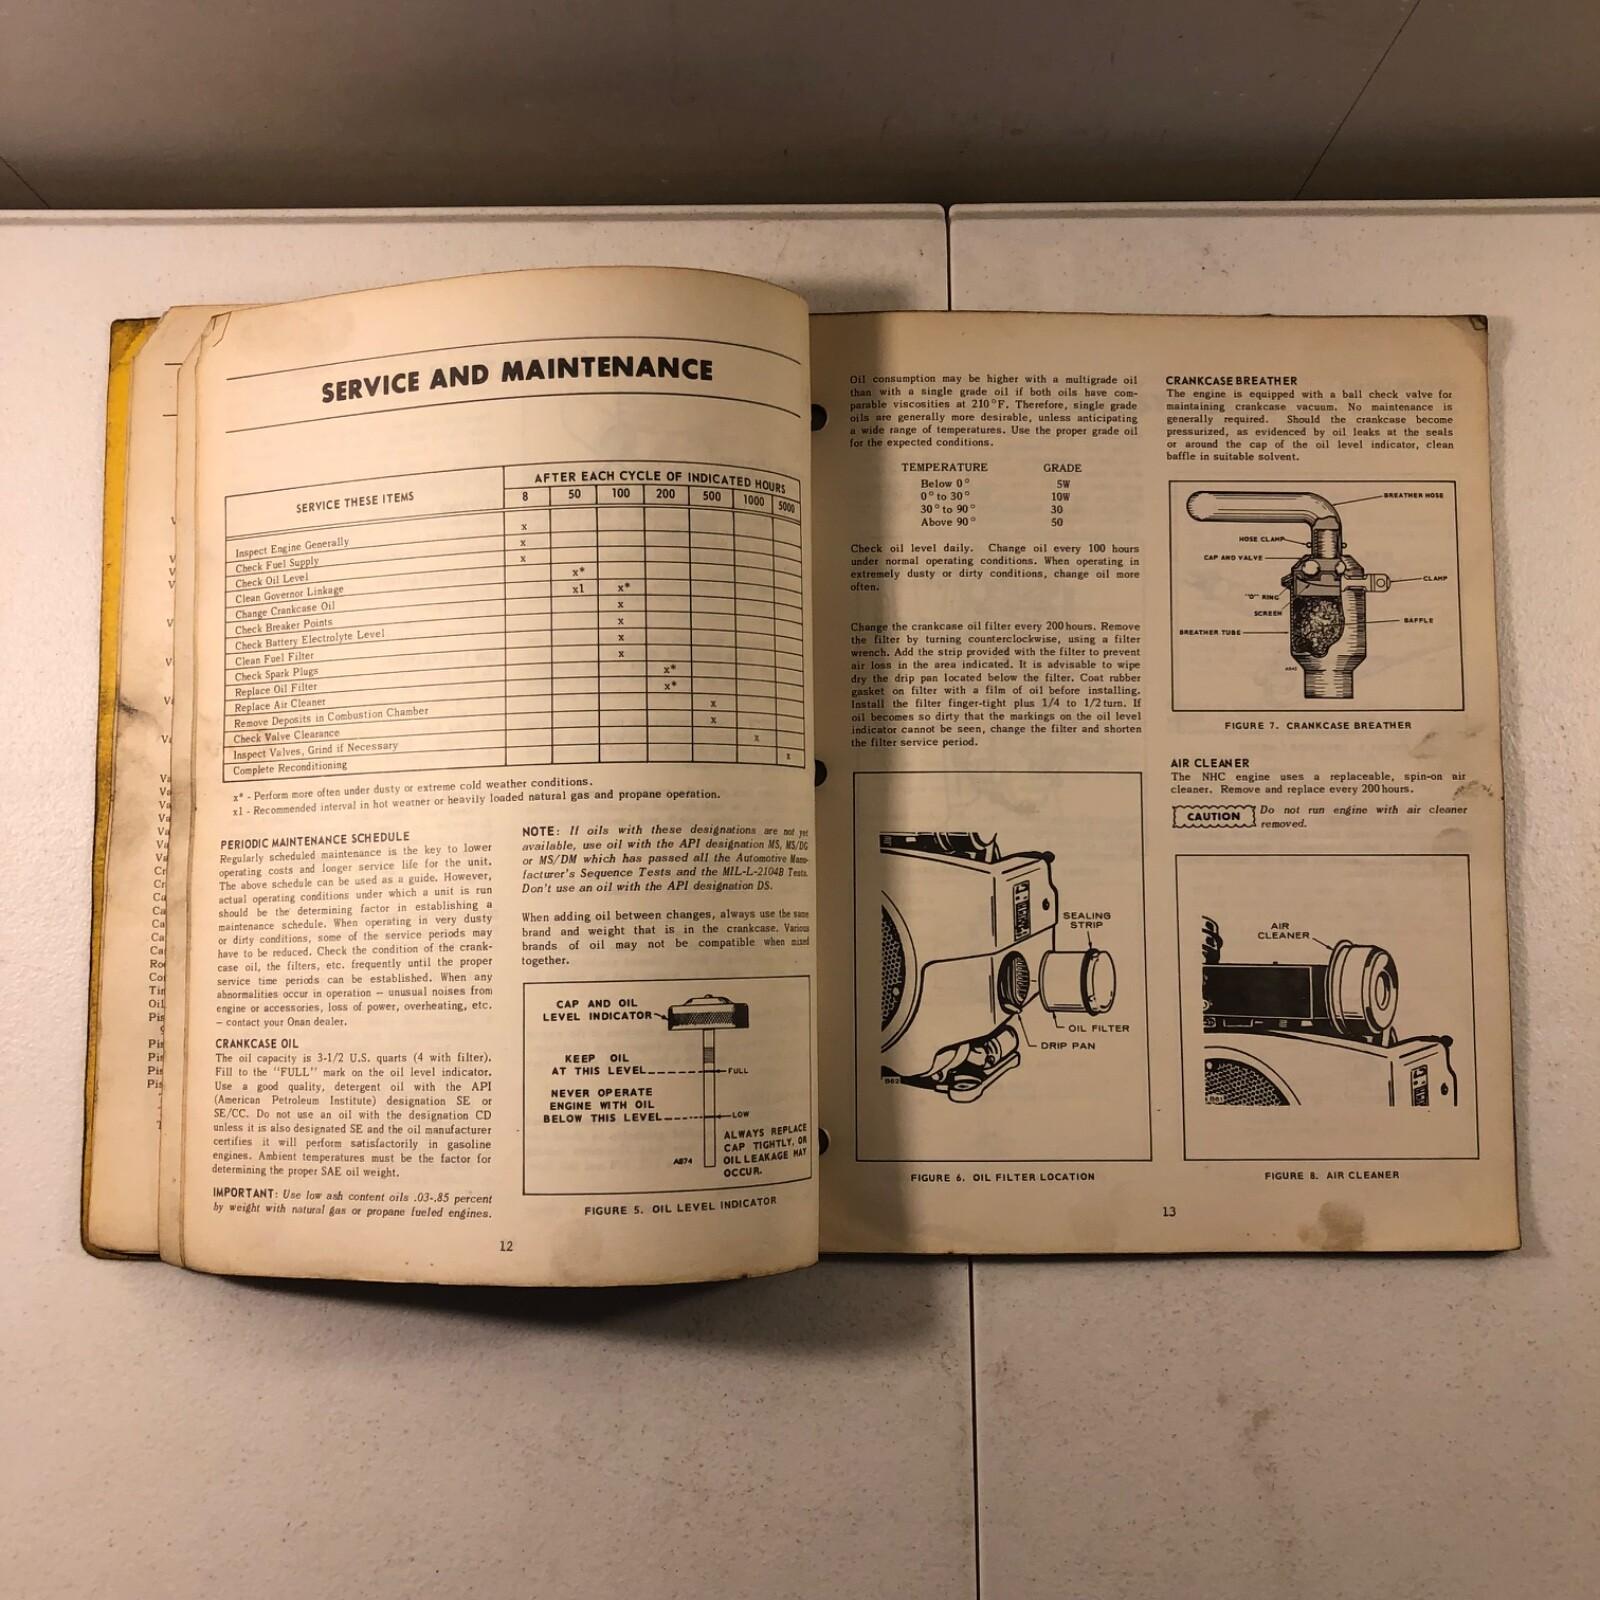 SERVICE AND MAINTENANCE
SERVICE THESE ITEMS
AFTER EACH CYCLE OF INDICATED HOURS
8 50 100 200 500 1000 5000
Inspect Engine Generally x
Check Fuel Supply x
Check Oil Level x
Clean Governor Linkage x*
Change Crankcase Oil x1 x*
Check Breaker Points x
Check Battery Electrolyte Level x
Clean Fuel Filter x
Check Spark Plugs x
Replace Oil Filter x*
Replace Air Cleaner x*
Remove Deposits in Combustion Chamber x
Check Valve Clearance x
Inspect Valves, Grind if Necessary x
Complete Reconditioning x
x* - Perform more often under dusty or extreme cold weather conditions.
x1 - Recommended interval in hot weather or heavily loaded natural gas and propane operation.
PERIODIC MAINTENANCE SCHEDULE
Regularly scheduled maintenance is the key to lower
operating costs and longer service life for the unit.
The above schedule can be used as a guide. However,
actual operating conditions under which a unit is run
should be the determining factor in establishing a
maintenance schedule. When operating in very dusty
or dirty conditions, some of the service periods may
have to be reduced. Check the condition of the crank-
case oil, the filters, etc. frequently until the proper
service time periods can be established. When any
abnormalities occur in operation — unusual noises from
engine or accessories, loss of power, overheating, etc.
— contact your Onan dealer.
CRANKCASE OIL
The oil capacity is 3-1/2 U.S. quarts (4 with filter).
Fill to the "FULL" mark on the oil level indicator.
Use a good quality, detergent oil with the API
(American Petroleum Institute) designation SE or
SE/CC. Do not use an oil with the designation CD
unless it is also designated SE and the oil manufacturer
certifies it will perform satisfactorily in gasoline
engines. Ambient temperatures must be the factor for
determining the proper SAE oil weight.
IMPORTANT: Use low ash content oils .03-.85 percent
by weight with natural gas or propane fueled engines.
NOTE: If oils with these designations are not yet
available, use oil with the API designation MS, MS/DG
or MS/DM which has passed all the Automotive Manu-
facturer's Sequence Tests and the MIL-L-2104B Tests.
Don't use an oil with the API designation DS.
When adding oil between changes, always use the same
brand and weight that is in the crankcase. Various
brands of oil may not be compatible when mixed
together.
CAP AND OIL
LEVEL INDICATOR
KEEP OIL
AT THIS LEVEL
FULL
NEVER OPERATE
ENGINE WITH OIL
BELOW THIS LEVEL
LOW
ALWAYS REPLACE
CAP TIGHTLY, OR
OIL LEAKAGE MAY
OCCUR.
A874
FIGURE 5. OIL LEVEL INDICATOR
12
Oil consumption may be higher with a multigrade oil
than with a single grade oil if both oils have com-
parable viscosities at 210°F. Therefore, single grade
oils are generally more desirable, unless anticipating
a wide range of temperatures. Use the proper grade oil
for the expected conditions.
TEMPERATURE GRADE
Below 0° 5W
0° to 30° 10W
30° to 90° 30
Above 90° 50
Check oil level daily. Change oil every 100 hours
under normal operating conditions. When operating in
extremely dusty or dirty conditions, change oil more
often.
Change the crankcase oil filter every 200 hours. Remove
the filter by turning counterclockwise, using a filter
wrench. Add the strip provided with the filter to prevent
air loss in the area indicated. It is advisable to wipe
dry the drip pan located below the filter. Coat rubber
gasket on filter with a film of oil before installing.
Install the filter finger-tight plus 1/4 to 1/2 turn. If
oil becomes so dirty that the markings on the oil level
indicator cannot be seen, change the filter and shorten
the filter service period.
SEALING
STRIP
OIL FILTER
DRIP PAN
FIGURE 6. OIL FILTER LOCATION
CRANKCASE BREATHER
The engine is equipped with a ball check valve for
maintaining crankcase vacuum. No maintenance is
generally required. Should the crankcase become
pressurized, as evidenced by oil leaks at the seals
or around the cap of the oil level indicator, clean
baffle in suitable solvent.
BREATHER HOSE
HOSE CLAMP
CAP AND VALVE
CLAMP
"O" RING
SCREEN
BAFFLE
BREATHER TUBE
FIGURE 7. CRANKCASE BREATHER
AIR CLEANER
The NHC engine uses a replaceable, spin-on air
cleaner. Remove and replace every 200 hours.
CAUTION Do not run engine with air cleaner
removed.
AIR
CLEANER
FIGURE 8. AIR CLEANER
13